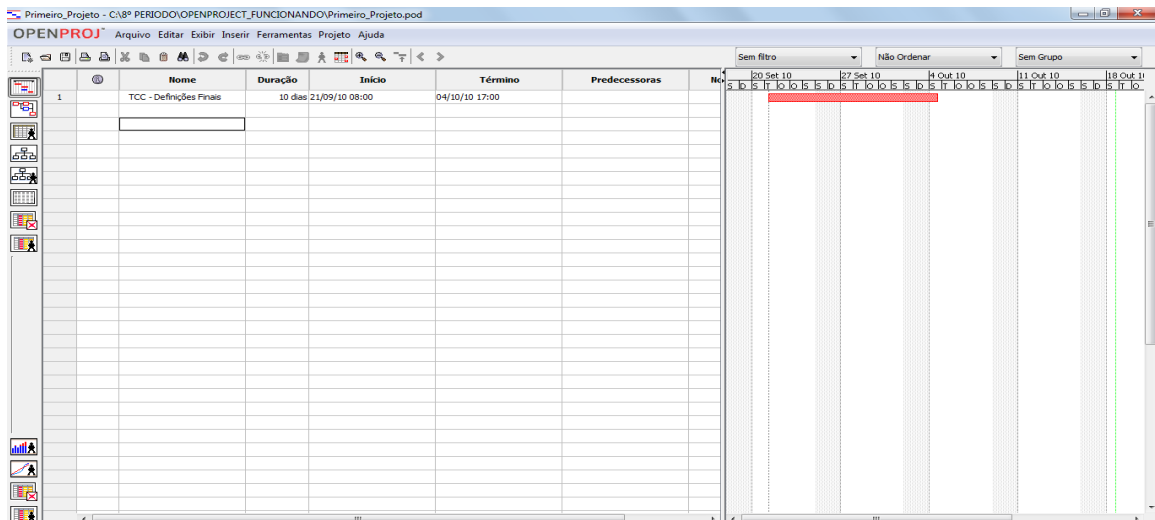 Primeiro_Projeto - C:\8º PERIODO\OPENPROJECT_FUNCIONANDO\Primeiro_Projeto.pod
OPENPROJ Arquivo Editar Exibir Inserir Ferramentas Projeto Ajuda
Sem filtro Não Ordenar Sem Grupo
Nome Duração Início Término Predecessoras
20 Set 10 27 Set 10 4 Out 10 11 Out 10 18 Out 1
S D S T Q Q S S D S T Q Q S S D S T Q Q S S D S T Q Q S S D S T Q
1 TCC - Definições Finais 10 dias 21/09/10 08:00 04/10/10 17:00